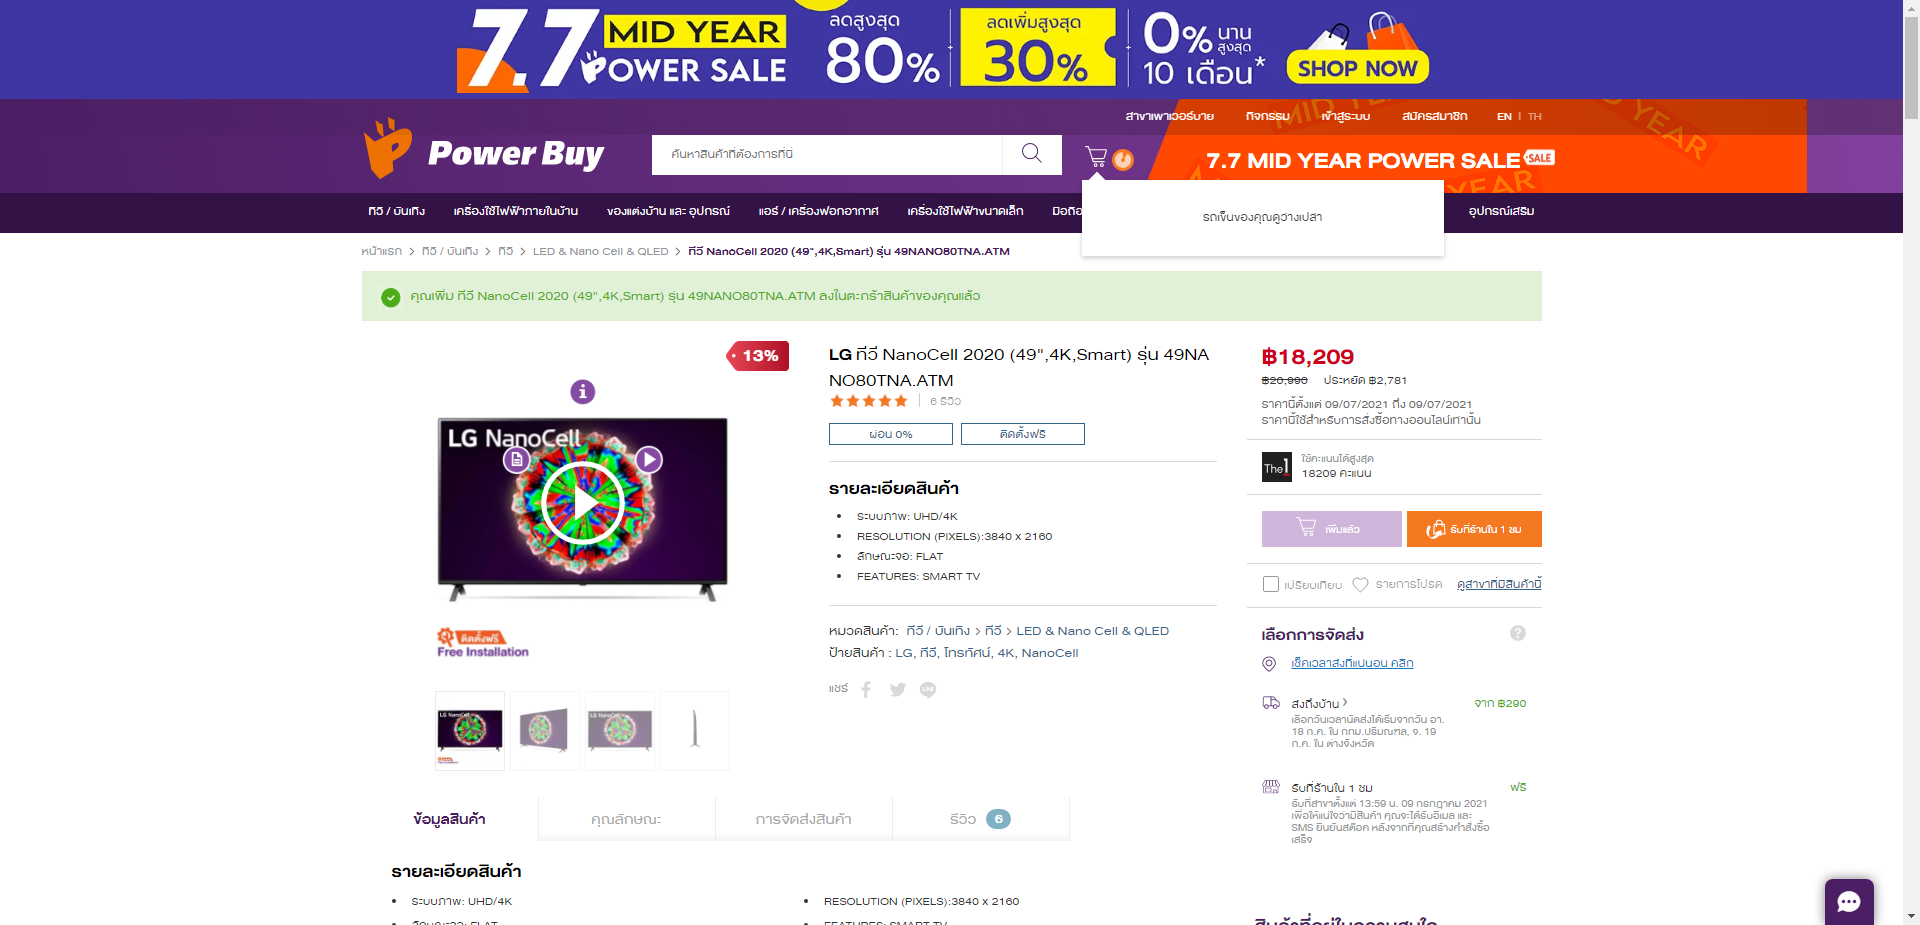 7.7 MID YEAR
POWER SALE
ลดสูงสุด
80%
ลดเพิ่มสูงสุด
30%
0% นาน
สูงสุด
10 เดือน*
SHOP NOW
สาขาเพาเวอร์บาย กิจกรรม เข้าสู่ระบบ สมัครสมาชิก EN | TH
Power Buy
ค้นหาสินค้าที่ต้องการที่นี่
7.7 MID YEAR POWER SALE SALE
ทีวี / บันเทิง เครื่องใช้ไฟฟ้าภายในบ้าน ของแต่งบ้าน และ อุปกรณ์ แอร์ / เครื่องฟอกอากาศ เครื่องใช้ไฟฟ้าขนาดเล็ก มือถือ อุปกรณ์เสริม
รถเข็นของคุณดูว่างเปล่า
หน้าแรก > ทีวี / บันเทิง > ทีวี > LED & Nano Cell & QLED > ทีวี NanoCell 2020 (49",4K,Smart) รุ่น 49NANO80TNA.ATM
คุณเพิ่ม ทีวี NanoCell 2020 (49",4K,Smart) รุ่น 49NANO80TNA.ATM ลงในตะกร้าสินค้าของคุณแล้ว
13%
LG NanoCell
ติดตั้งฟรี
Free Installation
LG ทีวี NanoCell 2020 (49",4K,Smart) รุ่น 49NA
NO80TNA.ATM
6 รีวิว
ผ่อน 0% ติดตั้งฟรี
รายละเอียดสินค้า
• ระบบภาพ: UHD/4K
• RESOLUTION (PIXELS):3840 x 2160
• ลักษณะจอ: FLAT
• FEATURES: SMART TV
หมวดสินค้า: ทีวี / บันเทิง > ทีวี > LED & Nano Cell & QLED
ป้ายสินค้า : LG, ทีวี, โทรทัศน์, 4K, NanoCell
แชร์
฿18,209
฿20,990 ประหยัด ฿2,781
ราคานี้ตั้งแต่ 09/07/2021 ถึง 09/07/2021
ราคานี้ใช้สำหรับการสั่งซื้อทางออนไลน์เท่านั้น
The1
ใช้คะแนนได้สูงสุด
18209 คะแนน
เพิ่มแล้ว รับที่ร้านใน 1 ชม
เปรียบเทียบ รายการโปรด ดูสาขาที่มีสินค้านี้
เลือกการจัดส่ง ?
เช็คเวลาส่งที่แน่นอน คลิก
ส่งถึงบ้าน > จาก ฿290
เลือกวันเวลานัดส่งได้เริ่มจากวัน อา.
18 ก.ค. ใน กทม.ปริมณฑล, จ. 19
ก.ค. ใน ต่างจังหวัด
รับที่ร้านใน 1 ชม ฟรี
รับที่สาขาตั้งแต่ 13:59 น. 09 กรกฎาคม 2021
เพื่อให้แน่ใจว่ามีสินค้า คุณจะได้รับอีเมล และ
SMS ยืนยันสต๊อค หลังจากที่คุณสร้างคำสั่งซื้อ
เสร็จ
ข้อมูลสินค้า คุณลักษณะ การจัดส่งสินค้า รีวิว 6
รายละเอียดสินค้า
• ระบบภาพ: UHD/4K
• RESOLUTION (PIXELS):3840 x 2160
• ลักษณะจอ: FLAT
• FEATURES: SMART TV
สินค้าที่อยู่ในความสนใจ